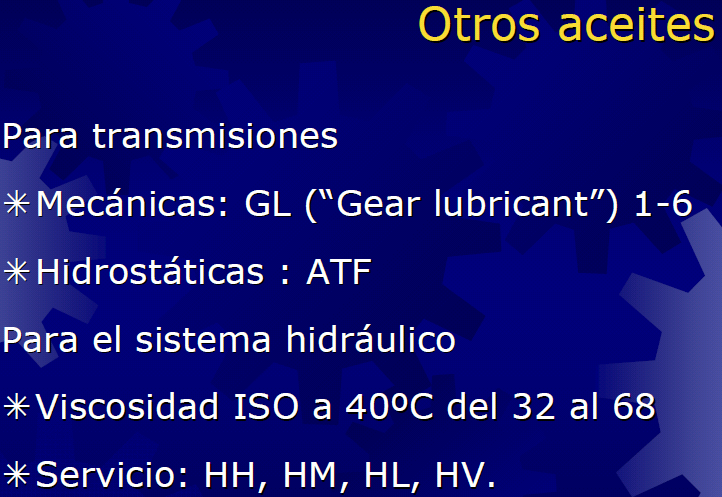 Otros aceites
Para transmisiones
✳Mecánicas: GL (“Gear lubricant”) 1-6
✳Hidrostáticas : ATF
Para el sistema hidráulico
✳Viscosidad ISO a 40ºC del 32 al 68
✳Servicio: HH, HM, HL, HV.